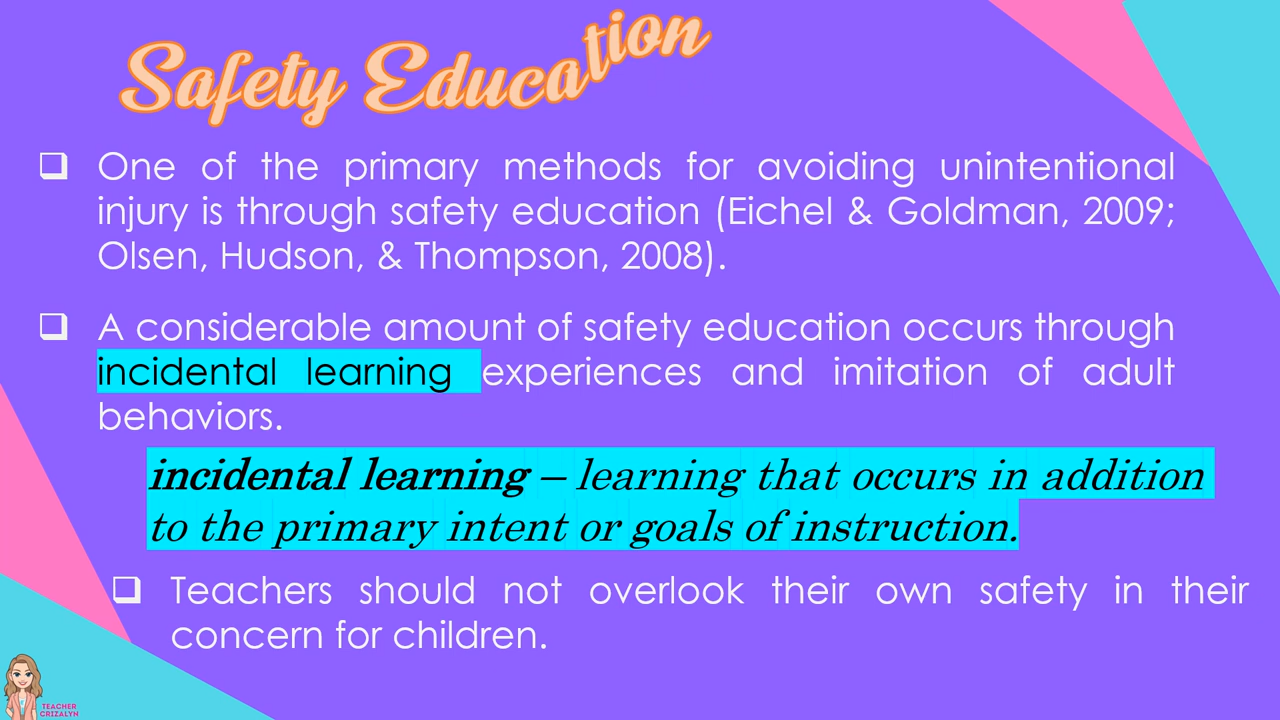 Safety Education
❑ One of the primary methods for avoiding unintentional
injury is through safety education (Eichel & Goldman, 2009;
Olsen, Hudson, & Thompson, 2008).
❑ A considerable amount of safety education occurs through
incidental learning experiences and imitation of adult
behaviors.
incidental learning – learning that occurs in addition
to the primary intent or goals of instruction.
❑ Teachers should not overlook their own safety in their
concern for children.
TEACHER
CRIZALYN